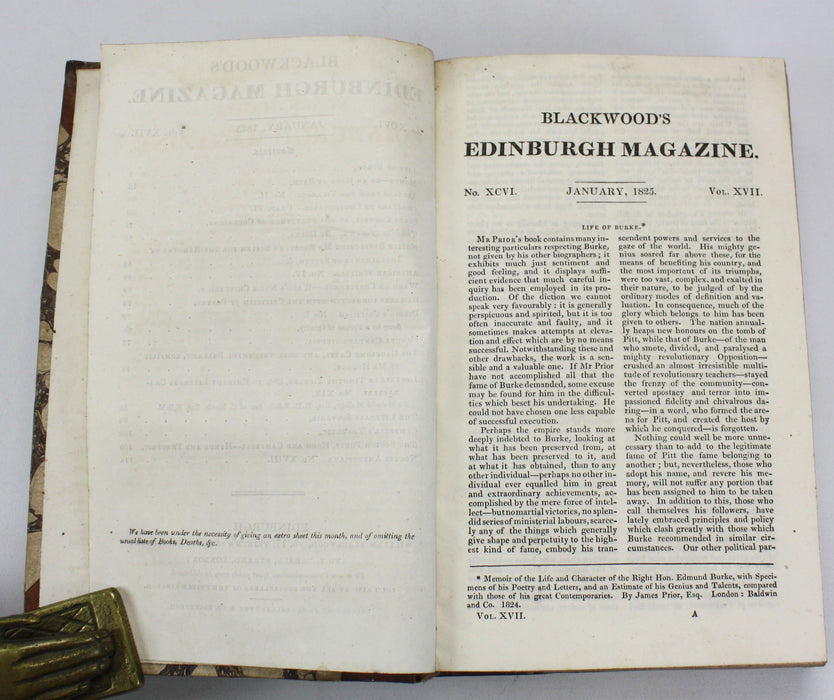 We have been under the necessity of giving an extra sheet this month, and of omitting the
usual lists of Books, Deaths, &c.
BLACKWOOD'S
EDINBURGH MAGAZINE.
No. XCVI. JANUARY, 1825. Vol. XVII.
LIFE OF BURKE.*
Mr Prior's book contains many in-
teresting particulars respecting Burke,
not given by his other biographers; it
exhibits much just sentiment and
good feeling, and it displays suffi-
cient evidence that much careful in-
quiry has been employed in its pro-
duction. Of the diction we cannot
speak very favourably: it is generally
perspicuous and spirited, but it is too
often inaccurate and faulty, and it
sometimes makes attempts at eleva-
tion and effect which are by no means
successful. Notwithstanding these and
other drawbacks, the work is a sen-
sible and a valuable one. If Mr Prior
have not accomplished all that the
fame of Burke demanded, some excuse
may be found for him in the difficul-
ties which beset his undertaking. He
could not have chosen one less capable
of successful execution.
Perhaps the empire stands more
deeply indebted to Burke, looking at
what it has been preserved from, at
what has been preserved to it, and
at what it has obtained, than to any
other individual—perhaps no other in-
dividual ever equalled him in great
and extraordinary achievements, ac-
complished by the mere force of intel-
lect—but no martial victories, no splen-
did series of ministerial labours, scarce-
ly any of the things which generally
give shape and perpetuity to the high-
est kind of fame, embody his tran-
scendent powers and services to the
gaze of the world. His mighty ge-
nius soared far above these, for the
means of benefiting his country, and
the most important of its triumphs,
were too vast, complex, and exalted in
their nature, to be judged of by the
ordinary modes of definition and va-
luation. In consequence, much of the
glory which belongs to him has been
given to others. The nation annual-
ly heaps new honours on the tomb of
Pitt, while that of Burke—of the man
who smote, divided, and paralysed a
mighty revolutionary Opposition—
crushed an almost irresistible multi-
tude of revolutionary teachers—stayed
the frenzy of the community—con-
verted apostacy and terror into im-
passioned fidelity and chivalrous da-
ring—in a word, who formed the are-
na for Pitt, and created the host by
which he conquered—is forgotten.
Nothing could well be more unne-
cessary than to add to the legitimate
fame of Pitt the fame belonging to
another; but, nevertheless, those who
adopt his name, and revere his me-
mory, will not suffer any portion that
has been assigned to him to be taken
away. In addition to this, those who
call themselves his followers, have
lately embraced principles and policy
which clash greatly with those which
Burke recommended in similar cir-
cumstances. Our other political par-
* Memoir of the Life and Character of the Right Hon. Edmund Burke, with Speci-
mens of his Poetry and Letters, and an Estimate of his Genius and Talents, compared
with those of his great Contemporaries. By James Prior, Esq. London: Baldwin
and Co. 1824.
Vol. XVII. A